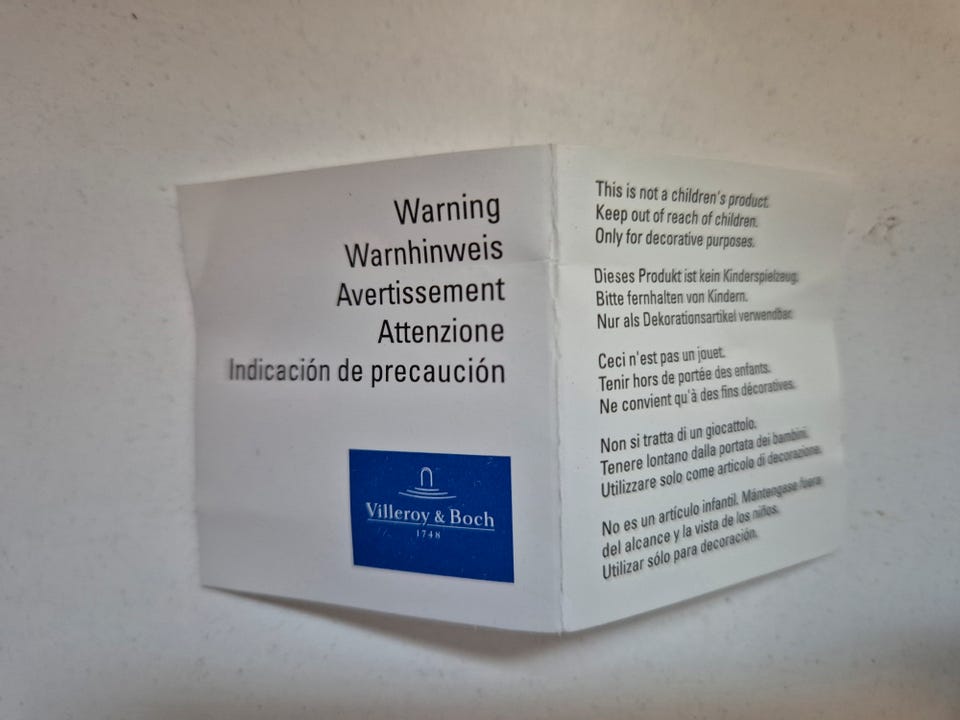 Warning
Warnhinweis
Avertissement
Attenzione
Indicación de precaución
Villeroy & Boch
1748
This is not a children's product.
Keep out of reach of children.
Only for decorative purposes.
Dieses Produkt ist kein Kinderspielzeug.
Bitte fernhalten von Kindern.
Nur als Dekorationsartikel verwendbar.
Ceci n'est pas un jouet.
Tenir hors de portée des enfants.
Ne convient qu'à des fins décoratives.
Non si tratta di un giocattolo.
Tenere lontano dalla portata dei bambini.
Utilizzare solo come articolo di decorazione.
No es un artículo infantil. Mántengase fuera
del alcance y la vista de los niños.
Utilizar sólo para decoración.